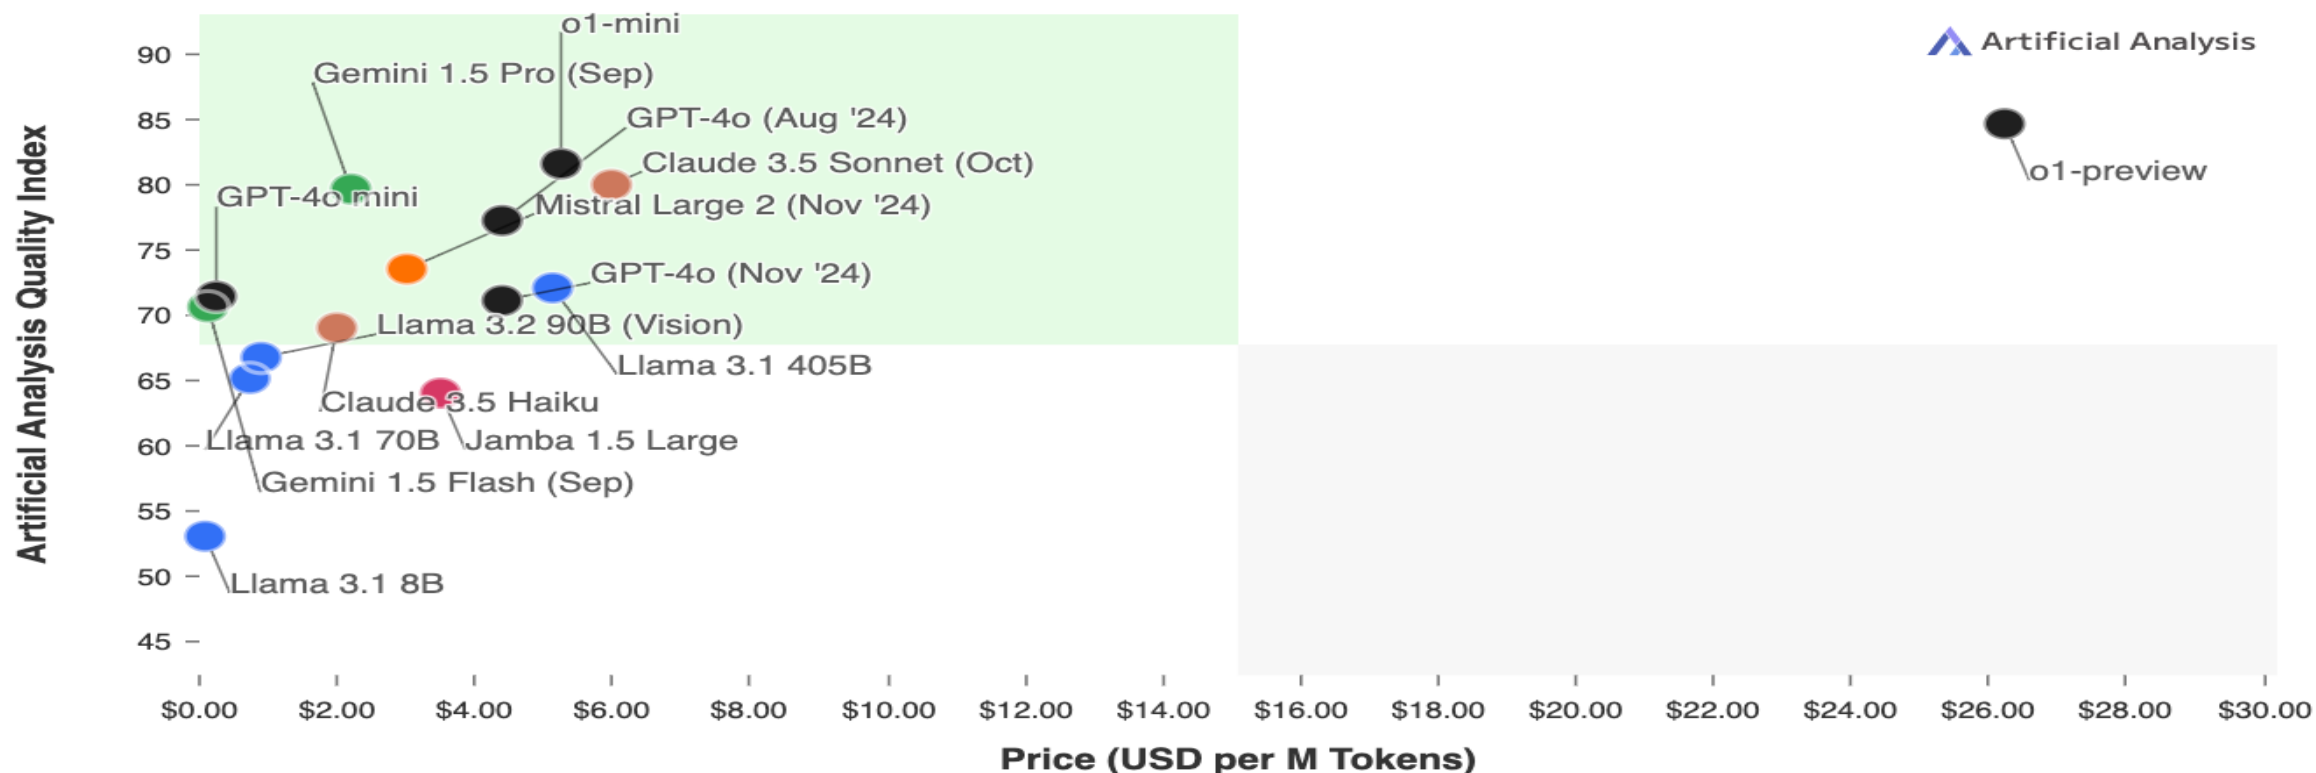 o1-mini
90
Artificial Analysis
Gemini 1.5 Pro (Sep)
85
GPT-4o (Aug '24)
Claude 3.5 Sonnet (Oct)
o1-preview
80
GPT-4o mini
Mistral Large 2 (Nov '24)
75
GPT-4o (Nov '24)
70
Llama 3.2 90B (Vision)
Llama 3.1 405B
65
Claude 3.5 Haiku
60
Llama 3.1 70B
Jamba 1.5 Large
Gemini 1.5 Flash (Sep)
55
50
Llama 3.1 8B
45
Artificial Analysis Quality Index
$0.00 $2.00 $4.00 $6.00 $8.00 $10.00 $12.00 $14.00 $16.00 $18.00 $20.00 $22.00 $24.00 $26.00 $28.00 $30.00
Price (USD per M Tokens)